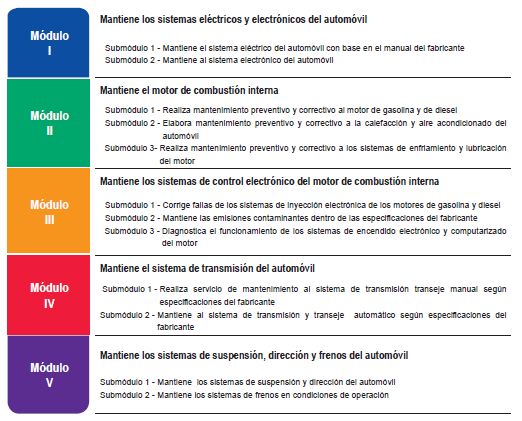 Módulo
I
Mantiene los sistemas eléctricos y electrónicos del automóvil
Submódulo 1 - Mantiene el sistema eléctrico del automóvil con base en el manual del fabricante
Submódulo 2 - Mantiene al sistema electrónico del automóvil
Módulo
II
Mantiene el motor de combustión interna
Submódulo 1 - Realiza mantenimiento preventivo y correctivo al motor de gasolina y de diesel
Submódulo 2 - Elabora mantenimiento preventivo y correctivo a la calefacción y aire acondicionado del
automóvil
Submódulo 3- Realiza mantenimiento preventivo y correctivo a los sistemas de enfriamiento y lubricación
del motor
Módulo
III
Mantiene los sistemas de control electrónico del motor de combustión interna
Submódulo 1 - Corrige fallas de los sistemas de inyección electrónica de los motores de gasolina y diesel
Submódulo 2 - Mantiene las emisiones contaminantes dentro de las especificaciones del fabricante
Submódulo 3 - Diagnostica el funcionamiento de los sistemas de encendido electrónico y computarizado
del motor
Módulo
IV
Mantiene el sistema de transmisión del automóvil
Submódulo 1 - Realiza servicio de mantenimiento al sistema de transmisión transeje manual según
especificaciones del fabricante
Submódulo 2 - Mantiene al sistema de transmisión y transeje automático según especificaciones del
fabricante
Módulo
V
Mantiene los sistemas de suspensión, dirección y frenos del automóvil
Submódulo 1 - Mantiene los sistemas de suspensión y dirección del automóvil
Submódulo 2 - Mantiene los sistemas de frenos en condiciones de operación